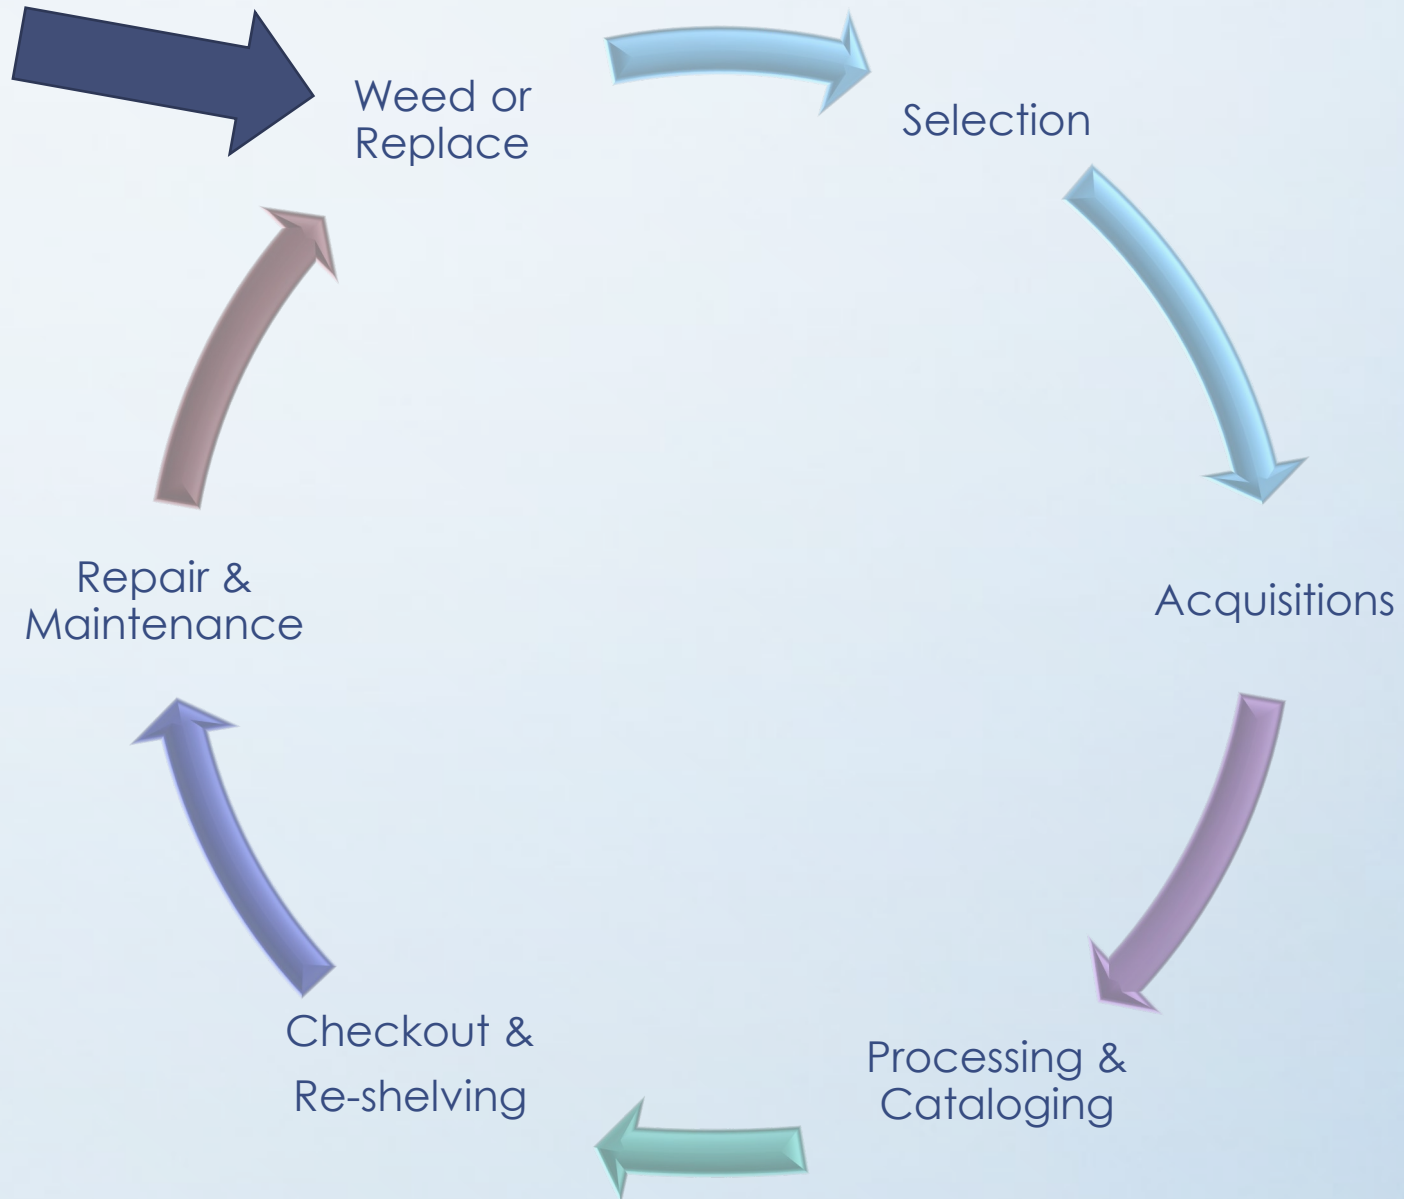 Weed or
Replace
Selection
Acquisitions
Processing &
Cataloging
Checkout &
Re-shelving
Repair &
Maintenance